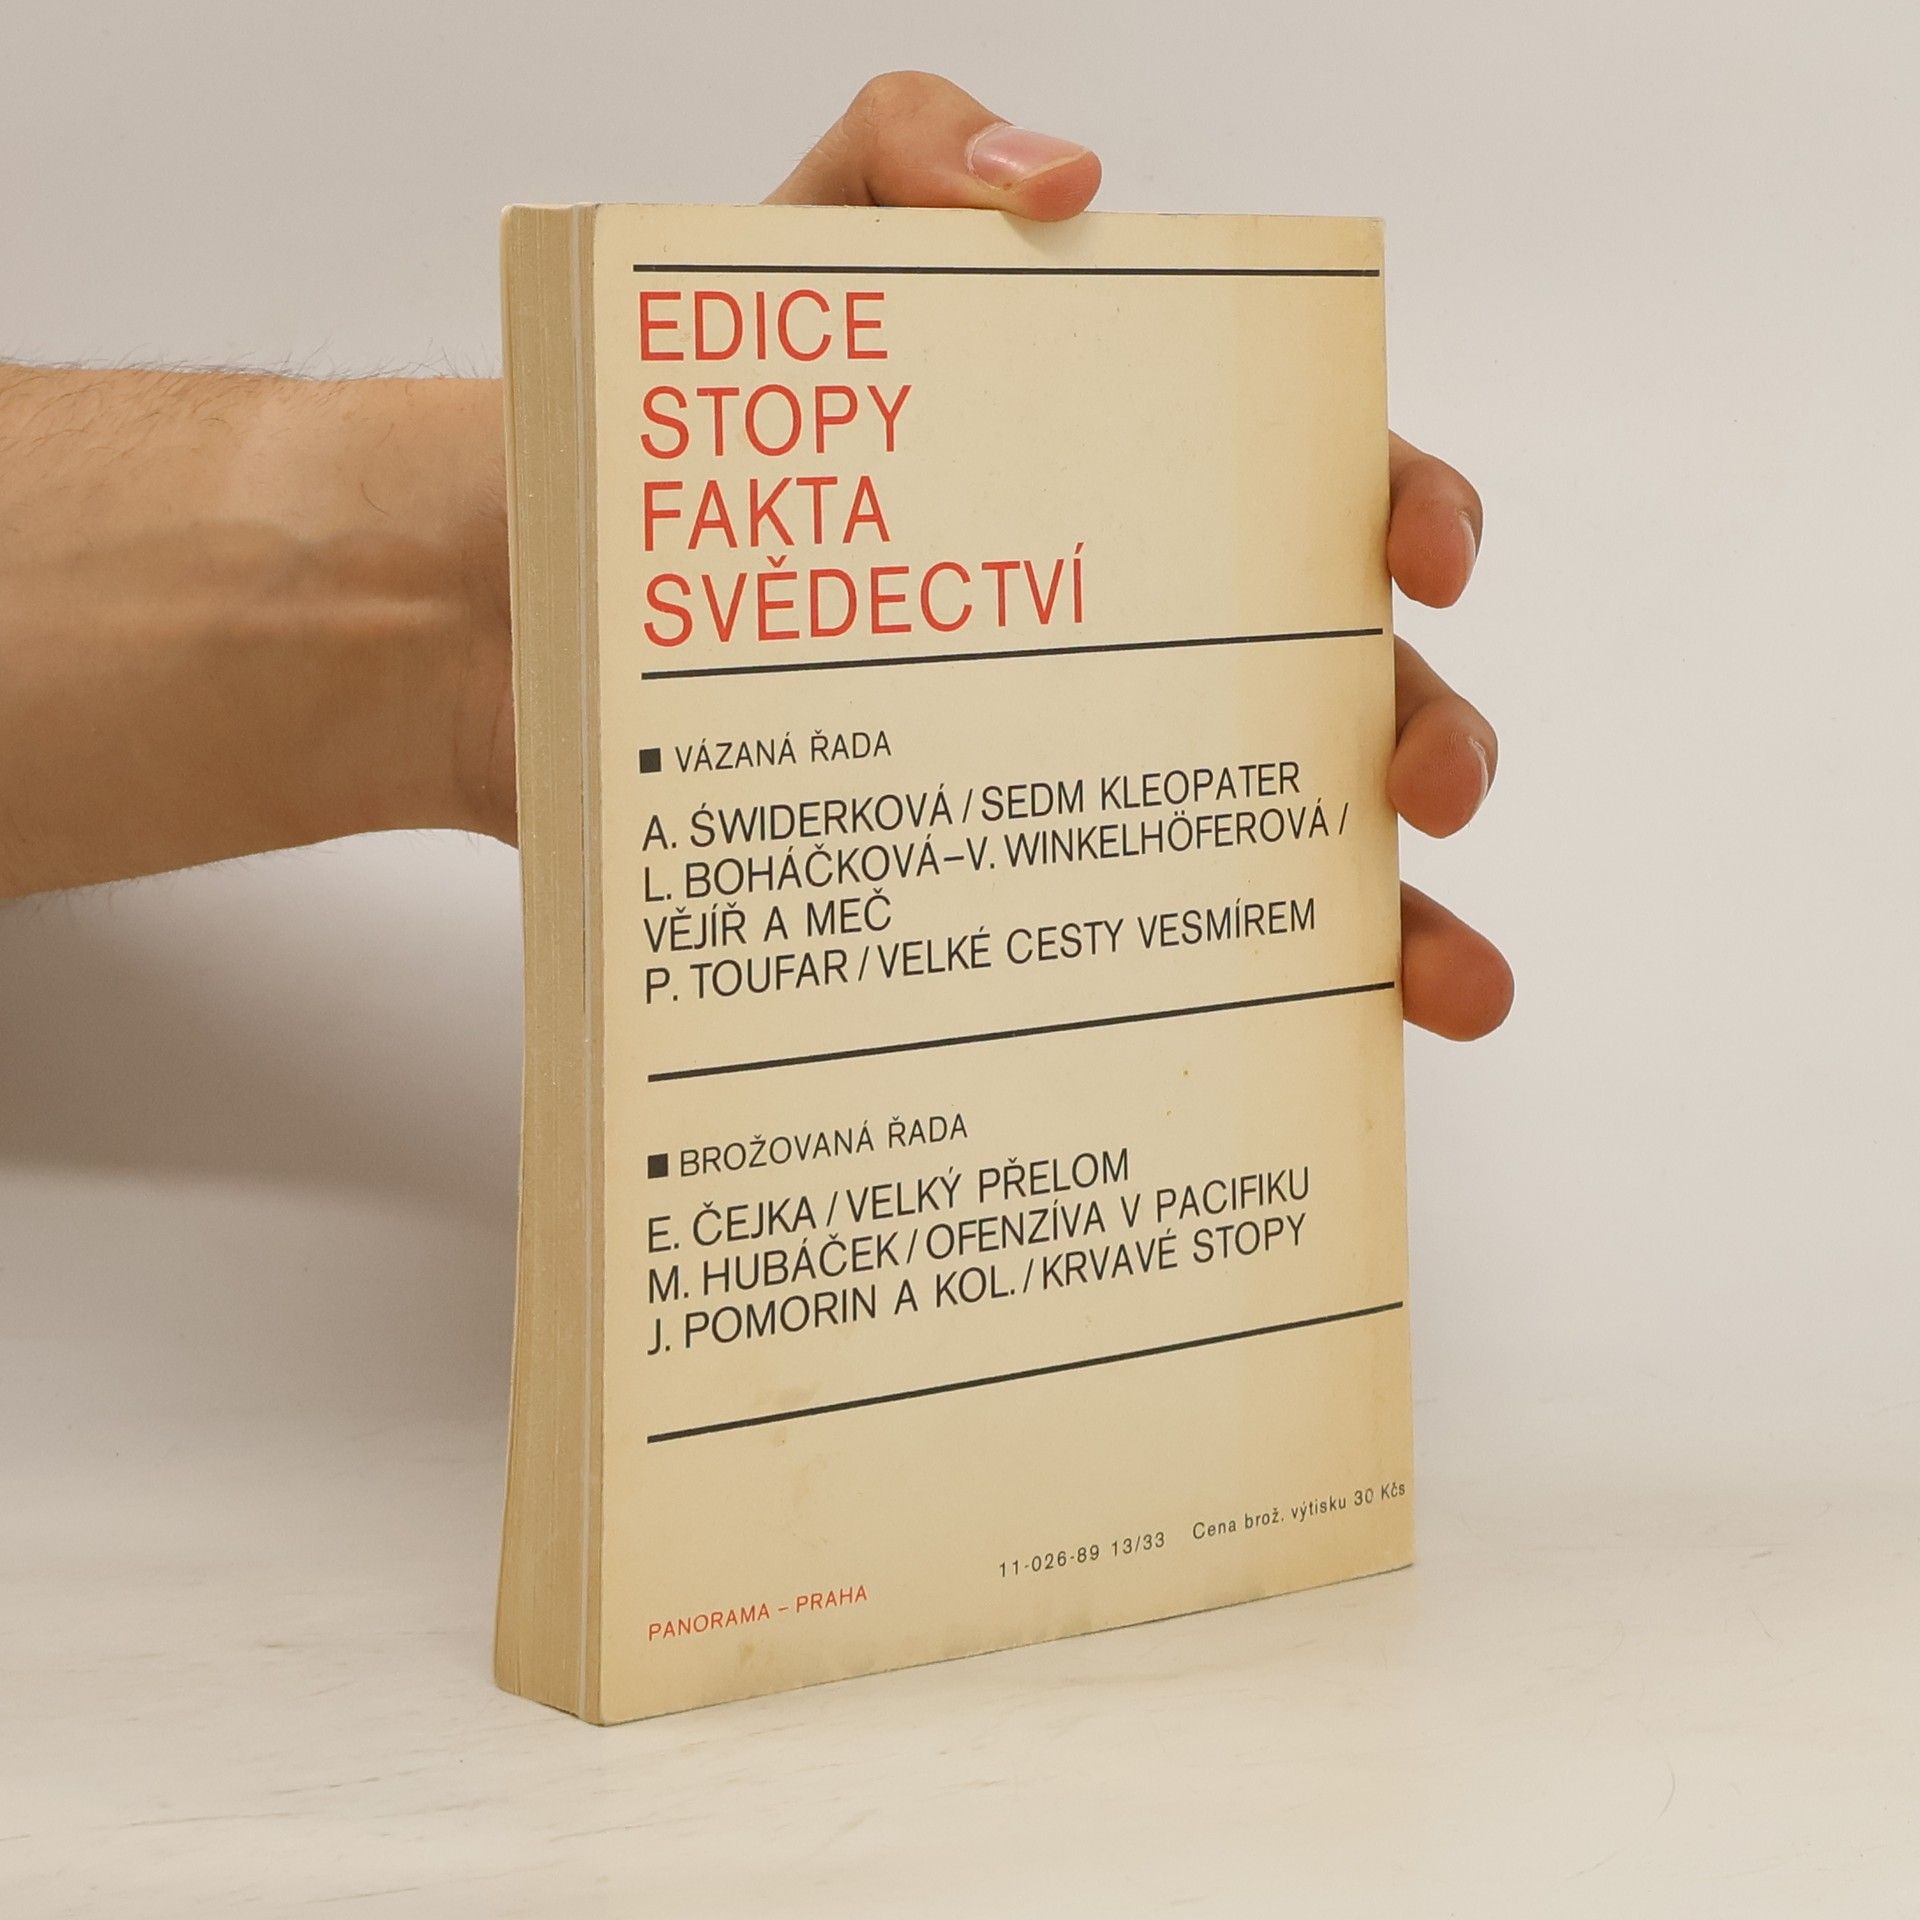 EDICE
STOPY
FAKTA
SVĚDECTVÍ
■ VÁZANÁ ŘADA
A. ŚWIDERKOVÁ / SEDM KLEOPATER
L. BOHÁČKOVÁ–V. WINKELHÖFEROVÁ /
VĚJÍŘ A MEČ
P. TOUFAR / VELKÉ CESTY VESMÍREM
■ BROŽOVANÁ ŘADA
E. ČEJKA / VELKÝ PŘELOM
M. HUBÁČEK / OFENZÍVA V PACIFIKU
J. POMORIN A KOL. / KRVAVÉ STOPY
11-026-89 13/33 Cena brož. výtisku 30 Kčs
PANORAMA – PRAHA